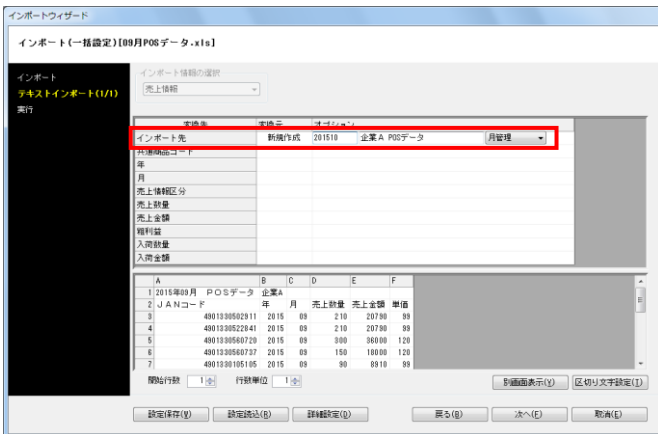 インポートウィザード
インポート(一括設定)[09月POSデータ.xls]
インポート
テキストインポート(1/1)
実行
インポート情報の選択
売上情報
変換先 変換元 オプション
インポート先 新規作成 201510 企業A POSデータ 月管理
共通商品コード
年
月
売上情報区分
売上数量
売上金額
粗利益
入荷数量
入荷金額
A B C D E F
1 2015年09月 POSデータ 企業A
2 JANコード 年 月 売上数量 売上金額 単価
3 4901330502911 2015 09 210 20790 99
4 4901330522841 2015 09 210 20790 99
5 4901330560720 2015 09 300 36000 120
6 4901330560737 2015 09 150 18000 120
7 4901330105105 2015 09 90 8910 99
開始行数 1 行数単位 1 別画面表示(Y) 区切り文字設定(I)
設定保存(V) 設定読込(R) 詳細設定(D) 戻る(B) 次へ(F) 取消(E)